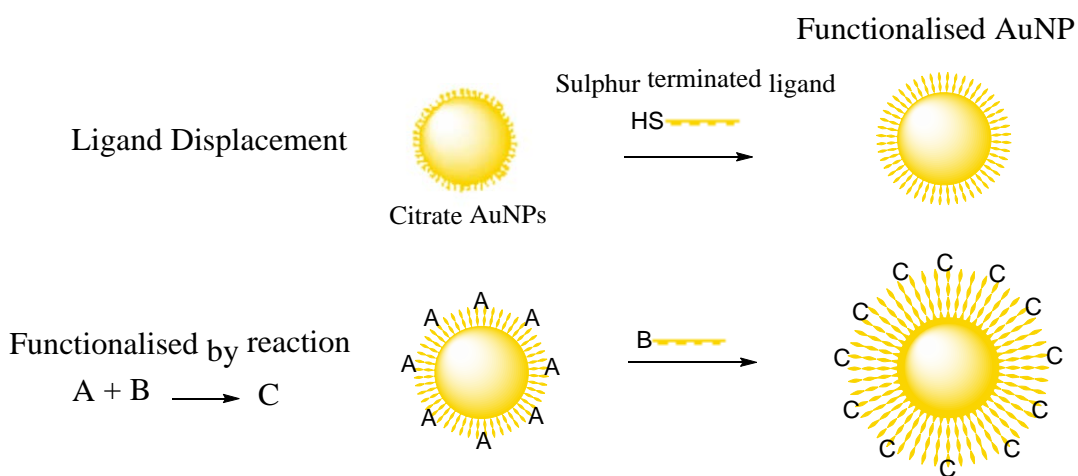 Functionalised AuNP
Sulphur terminated ligand
HS
Ligand Displacement
Citrate AuNPs
Functionalised by reaction
A + B → C
A
A
A
A
A
A
A
A
B
C
C
C
C
C
C
C
C
C
C
C
C